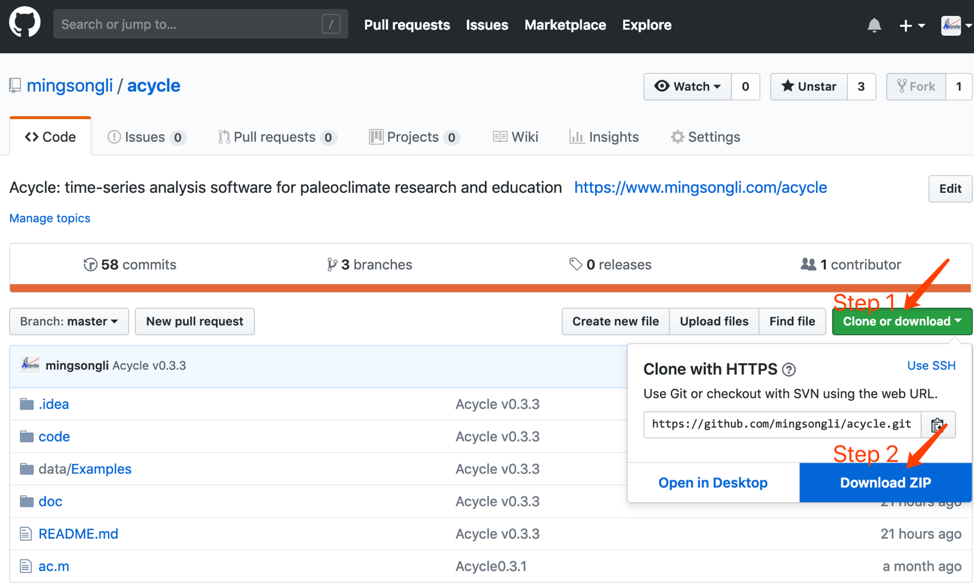 Search or jump to... / Pull requests Issues Marketplace Explore
mingsongli / acycle Watch 0 Unstar 3 Fork 1
Code Issues 0 Pull requests 0 Projects 0 Wiki Insights Settings
Acycle: time-series analysis software for paleoclimate research and education https://www.mingsongli.com/acycle Edit
Manage topics
58 commits 3 branches 0 releases 1 contributor
Step 1
Branch: master New pull request Create new file Upload files Find file Clone or download
mingsongli Acycle v0.3.3
Clone with HTTPS ? Use SSH
Use Git or checkout with SVN using the web URL.
https://github.com/mingsongli/acycle.git
Step 2
Open in Desktop Download ZIP
.idea Acycle v0.3.3
code Acycle v0.3.3
data/Examples Acycle v0.3.3
doc Acycle v0.3.3 21 hours ago
README.md Acycle v0.3.3 21 hours ago
ac.m Acycle0.3.1 a month ago